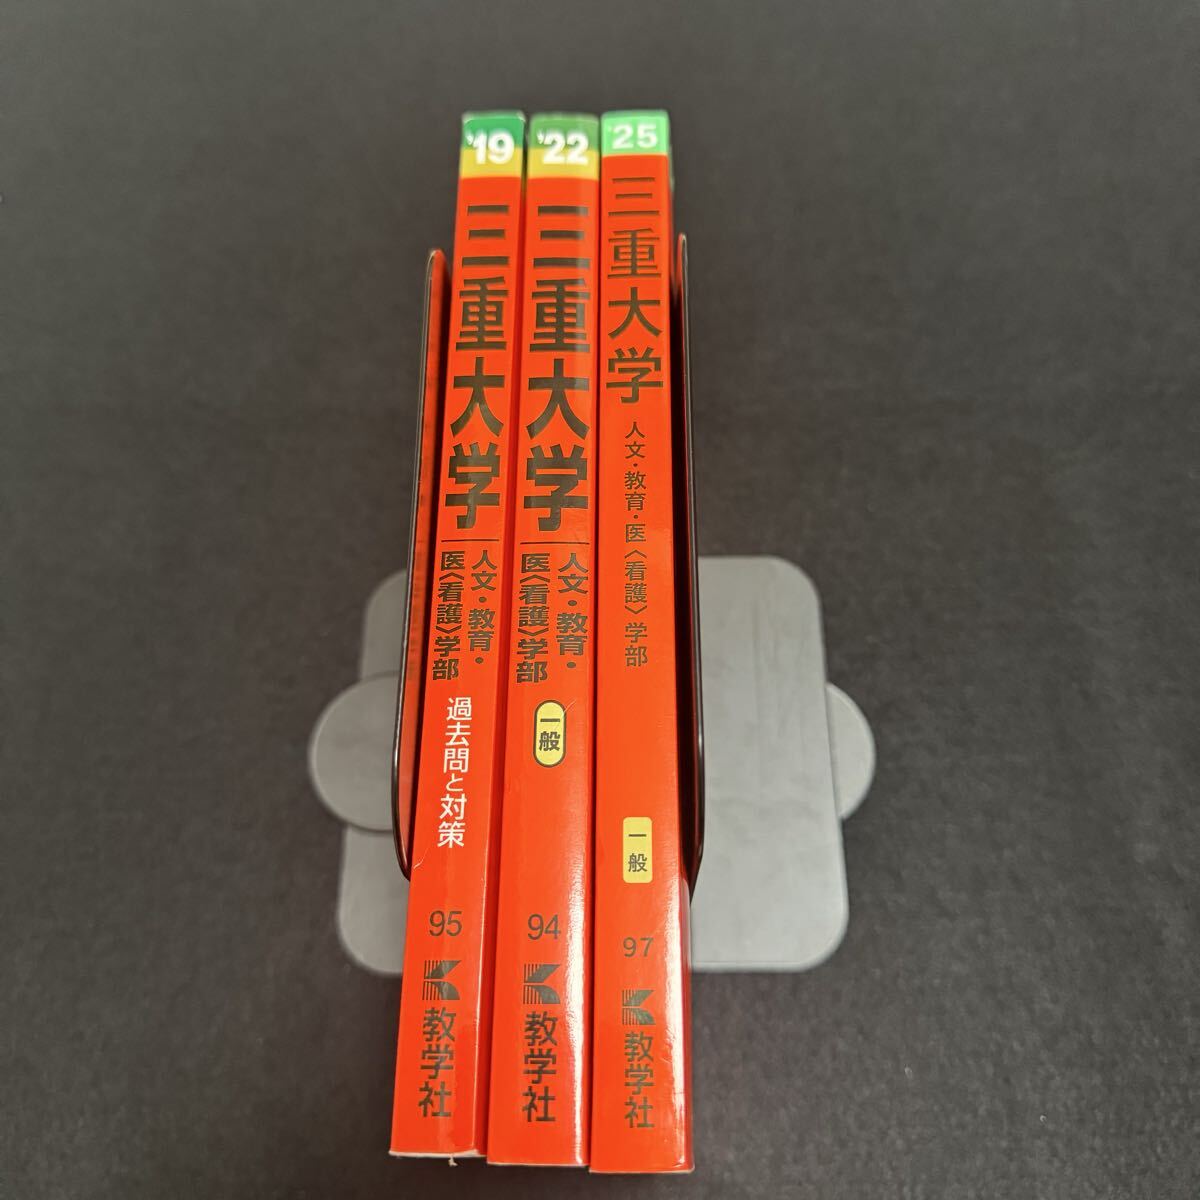 '19
三重大学
人文・教育・
医〈看護〉学部
過去問と対策
95
教学社
'22
三重大学
人文・教育・
医〈看護〉学部
一般
94
教学社
'25
三重大学
人文・教育・医〈看護〉学部
一般
97
教学社